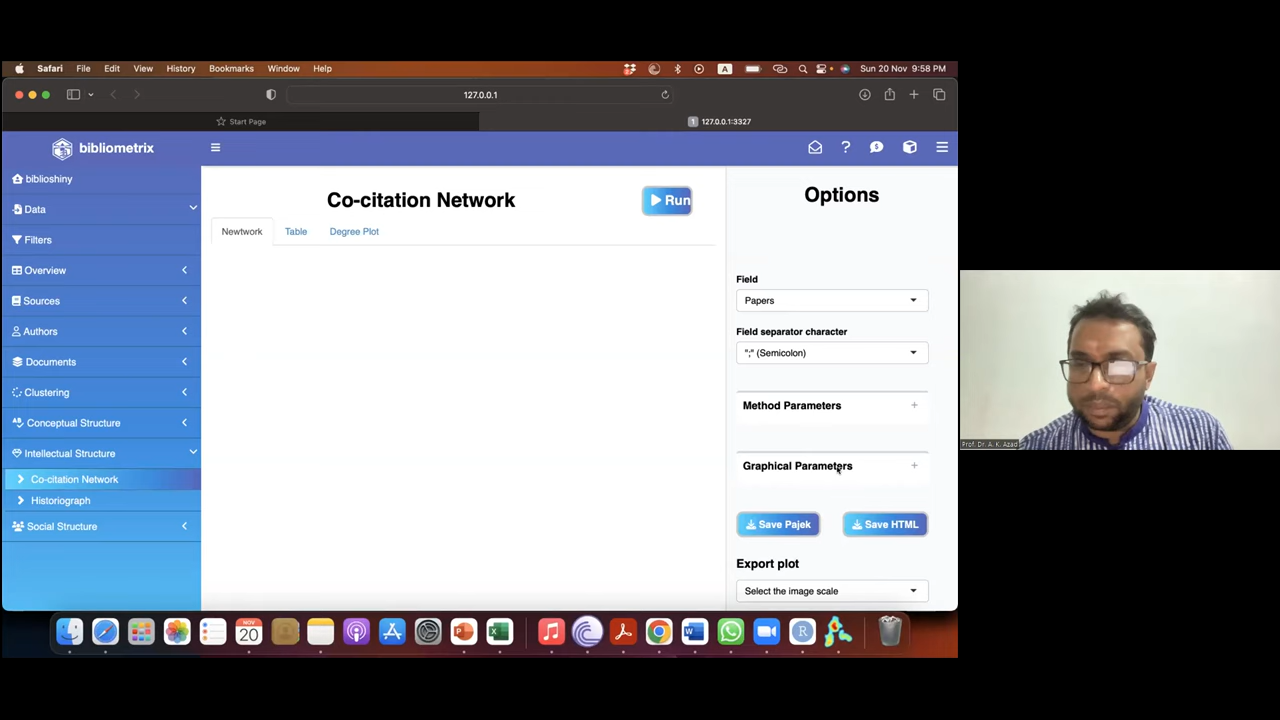 Safari File Edit View History Bookmarks Window Help A Sun 20 Nov 9:58 PM
127.0.0.1
Start Page
1 127.0.0.1:3327
bibliometrix
biblioshiny
Data
Filters
Overview
Sources
Authors
Documents
Clustering
Conceptual Structure
Intellectual Structure
Co-citation Network
Historiograph
Social Structure
Co-citation Network
Run
Newtwork Table Degree Plot
Options
Field
Papers
Field separator character
";" (Semicolon)
Method Parameters +
Graphical Parameters +
Save Pajek Save HTML
Export plot
Select the image scale
NOV
20
Prof. Dr. A. K. Azad